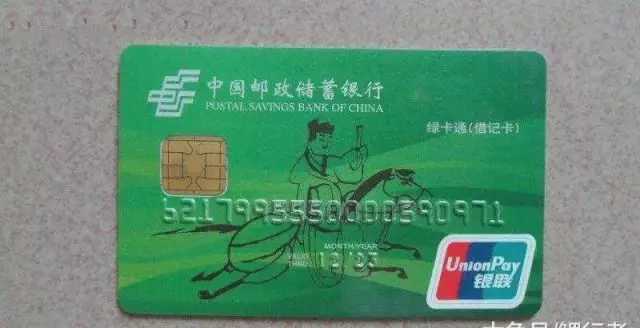 中国邮政储蓄银行
POSTAL SAVINGS BANK OF CHINA
绿卡通(借记卡)
6217995550000390971
MONTH/YEAR
VALID
THRU
12/23
UnionPay
银联